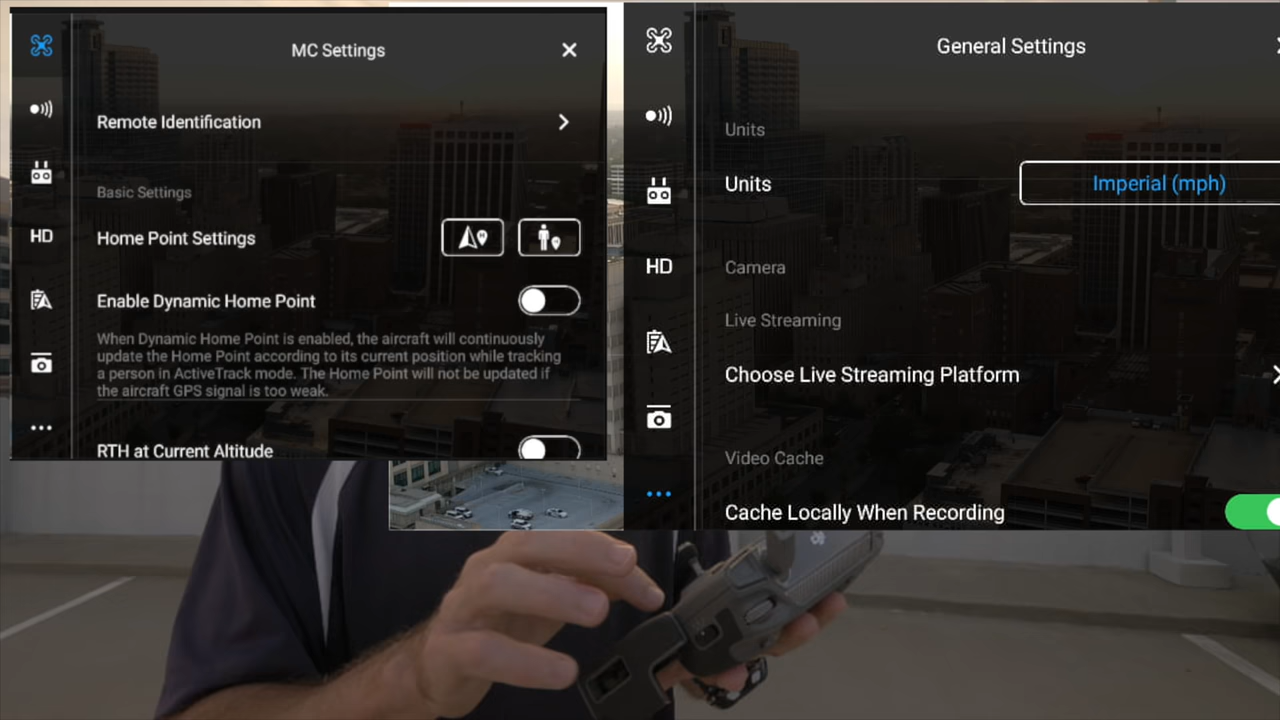 MC Settings
Remote Identification
Basic Settings
Home Point Settings
Enable Dynamic Home Point
When Dynamic Home Point is enabled, the aircraft will continuously
update the Home Point according to its current position while tracking
a person in ActiveTrack mode. The Home Point will not be updated if
the aircraft GPS signal is too weak.
RTH at Current Altitude
HD
General Settings
Units
Units
Imperial (mph)
Camera
Live Streaming
Choose Live Streaming Platform
Video Cache
Cache Locally When Recording
HD